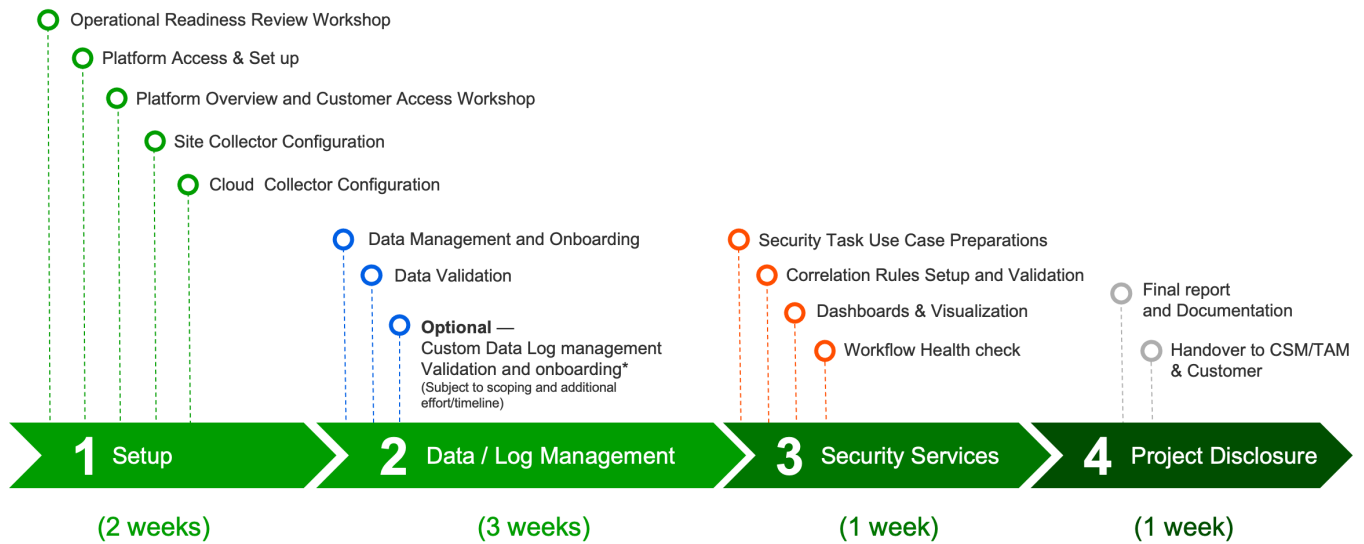 Operational Readiness Review Workshop
Platform Access & Set up
Platform Overview and Customer Access Workshop
Site Collector Configuration
Cloud  Collector Configuration
Data Management and Onboarding
Data Validation
Optional —
Custom Data Log management
Validation and onboarding*
(Subject to scoping and additional
effort/timeline)
Security Task Use Case Preparations
Correlation Rules Setup and Validation
Dashboards & Visualization
Workflow Health check
Final report
and Documentation
Handover to CSM/TAM
& Customer
1 Setup
2 Data / Log Management
3 Security Services
4 Project Disclosure
(2 weeks)
(3 weeks)
(1 week)
(1 week)